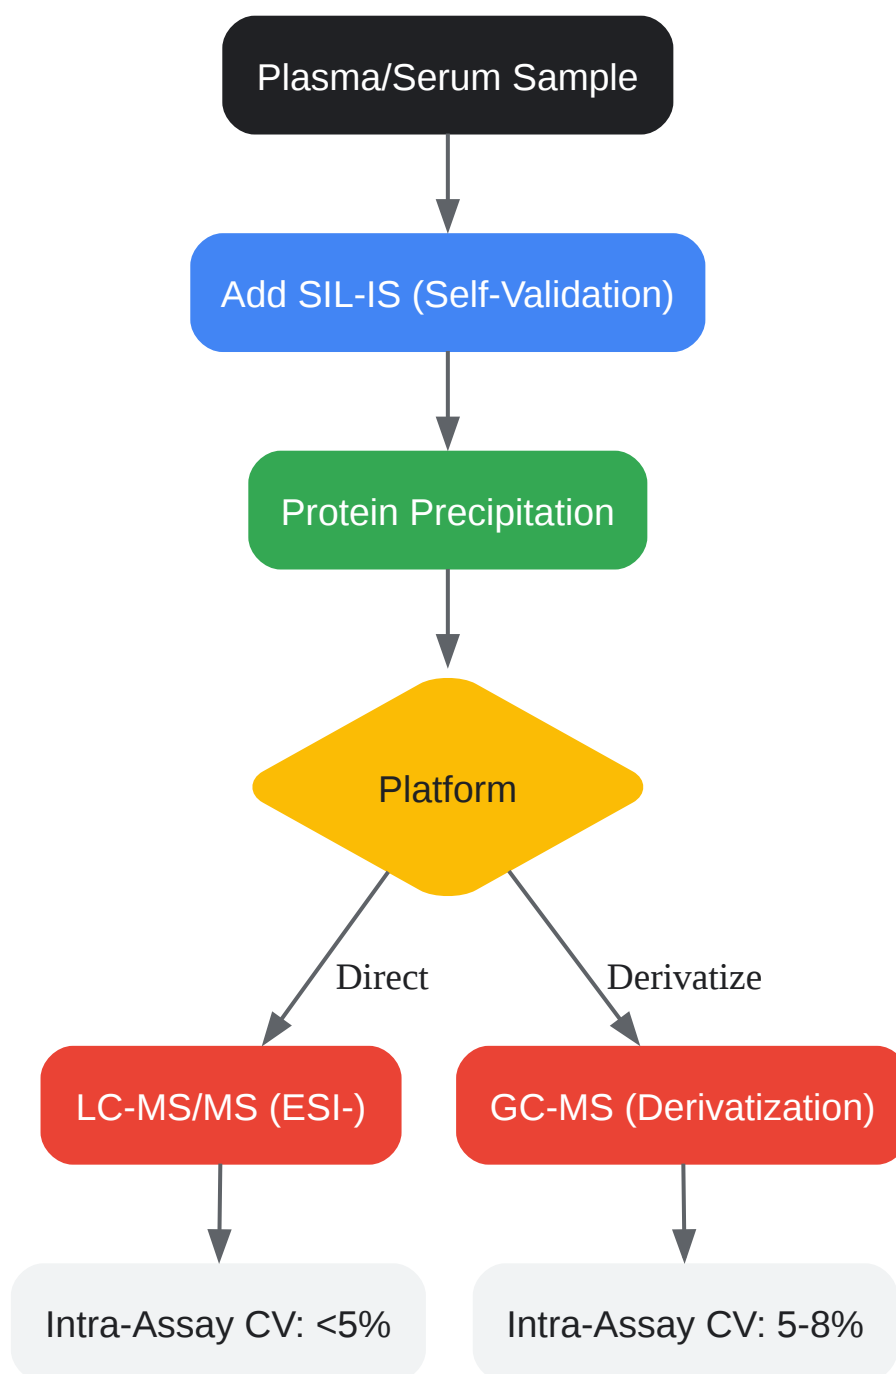 Plasma/Serum Sample
Add SIL-IS (Self-Validation)
Protein Precipitation
Platform
Direct
Derivatize
LC-MS/MS (ESI-)
GC-MS (Derivatization)
Intra-Assay CV: <5%
Intra-Assay CV: 5-8%